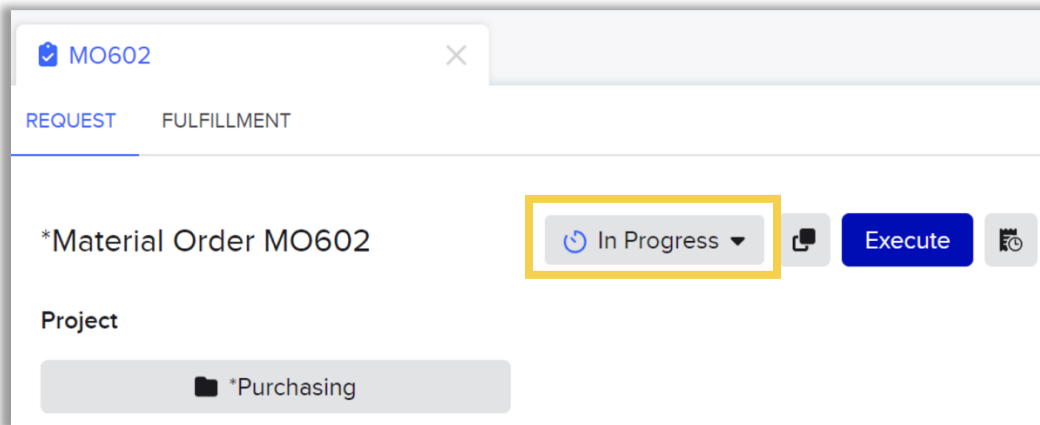 MO602
REQUEST FULFILLMENT
*Material Order MO602 In Progress Execute
Project
*Purchasing